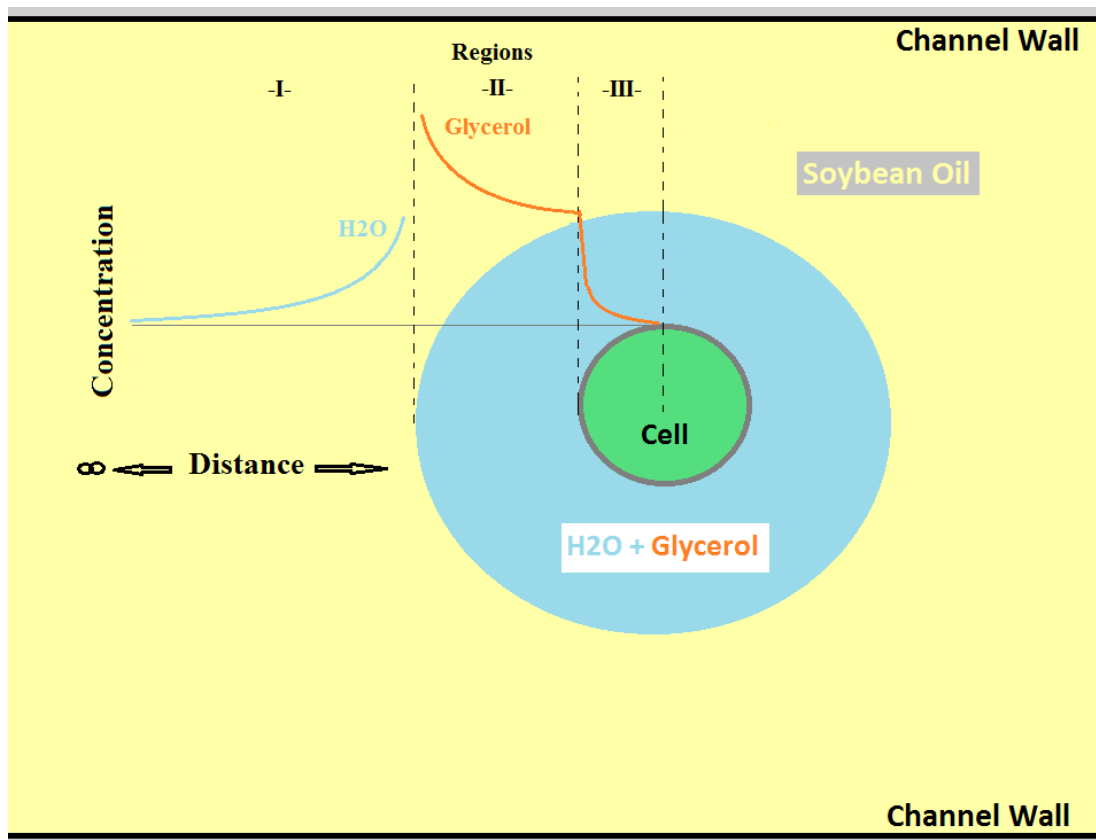 Channel Wall
Regions
-I-
-II-
-III-
Glycerol
Soybean Oil
H2O
Concentration
Cell
∞
Distance
H2O + Glycerol
Channel Wall